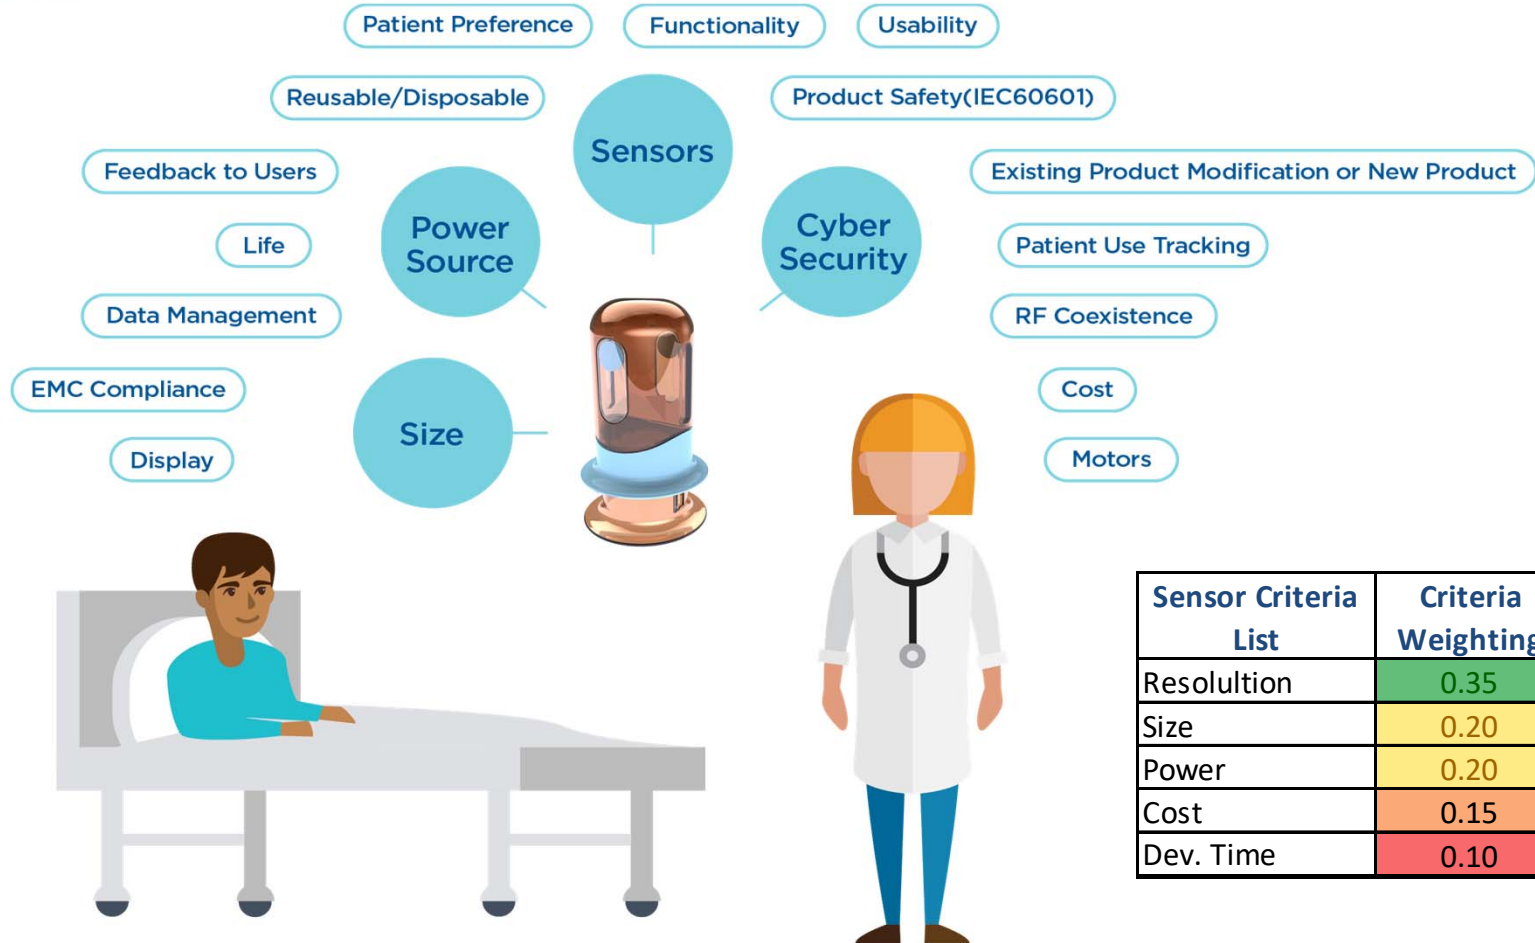 Patient Preference
Functionality
Usability
Reusable/Disposable
Product Safety(IEC60601)
Sensors
Feedback to Users
Existing Product Modification or New Product
Power
Source
Cyber
Security
Life
Patient Use Tracking
Data Management
RF Coexistence
EMC Compliance
Cost
Size
Display
Motors
Sensor Criteria
List
Criteria
Weighting
Resolultion 0.35
Size 0.20
Power 0.20
Cost 0.15
Dev. Time 0.10